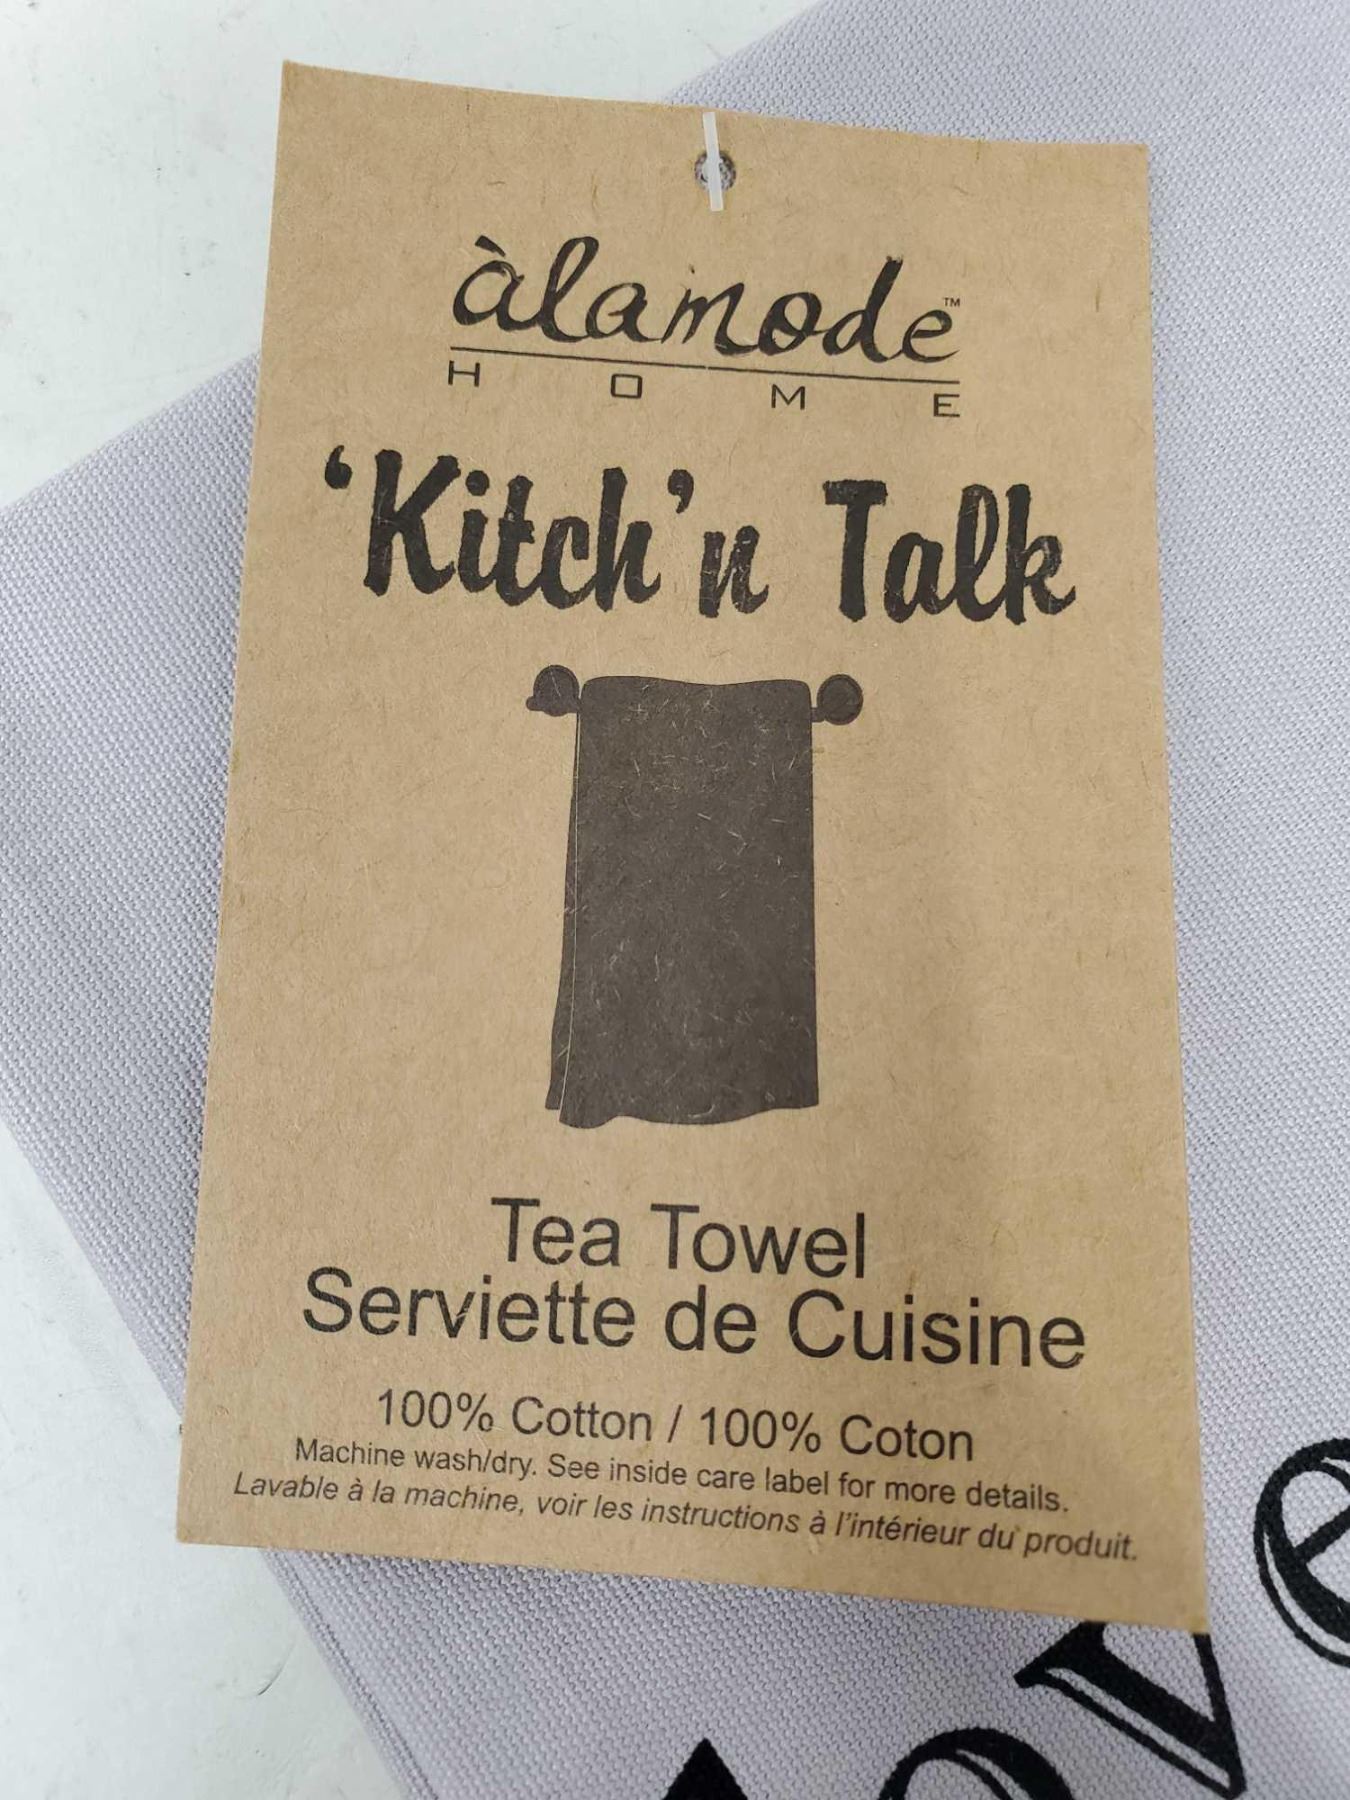 àlamode™
HOME
‘Kitch’n Talk
Tea Towel
Serviette de Cuisine
100% Cotton / 100% Coton
Machine wash/dry. See inside care label for more details.
Lavable à la machine, voir les instructions à l'intérieur du produit.